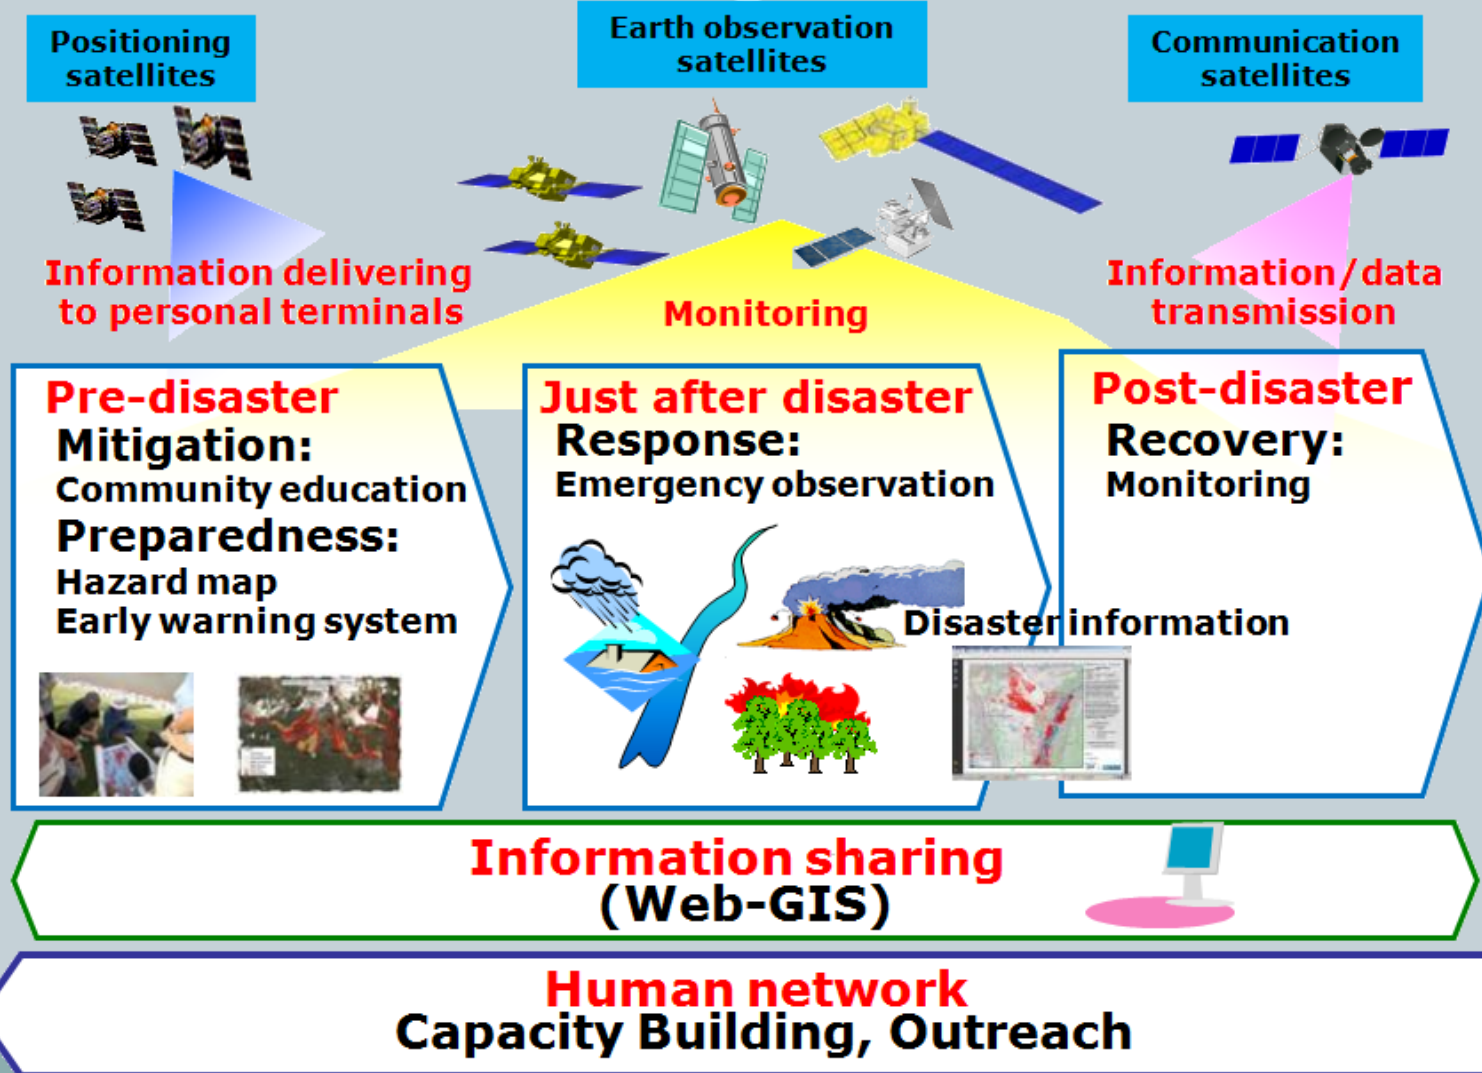 Positioning
satellites
Earth observation
satellites
Communication
satellites
Information delivering
to personal terminals
Monitoring
Information/data
transmission
Pre-disaster
Mitigation:
Community education
Preparedness:
Hazard map
Early warning system
Just after disaster
Response:
Emergency observation
Disaster information
Post-disaster
Recovery:
Monitoring
Information sharing
(Web-GIS)
Human network
Capacity Building, Outreach